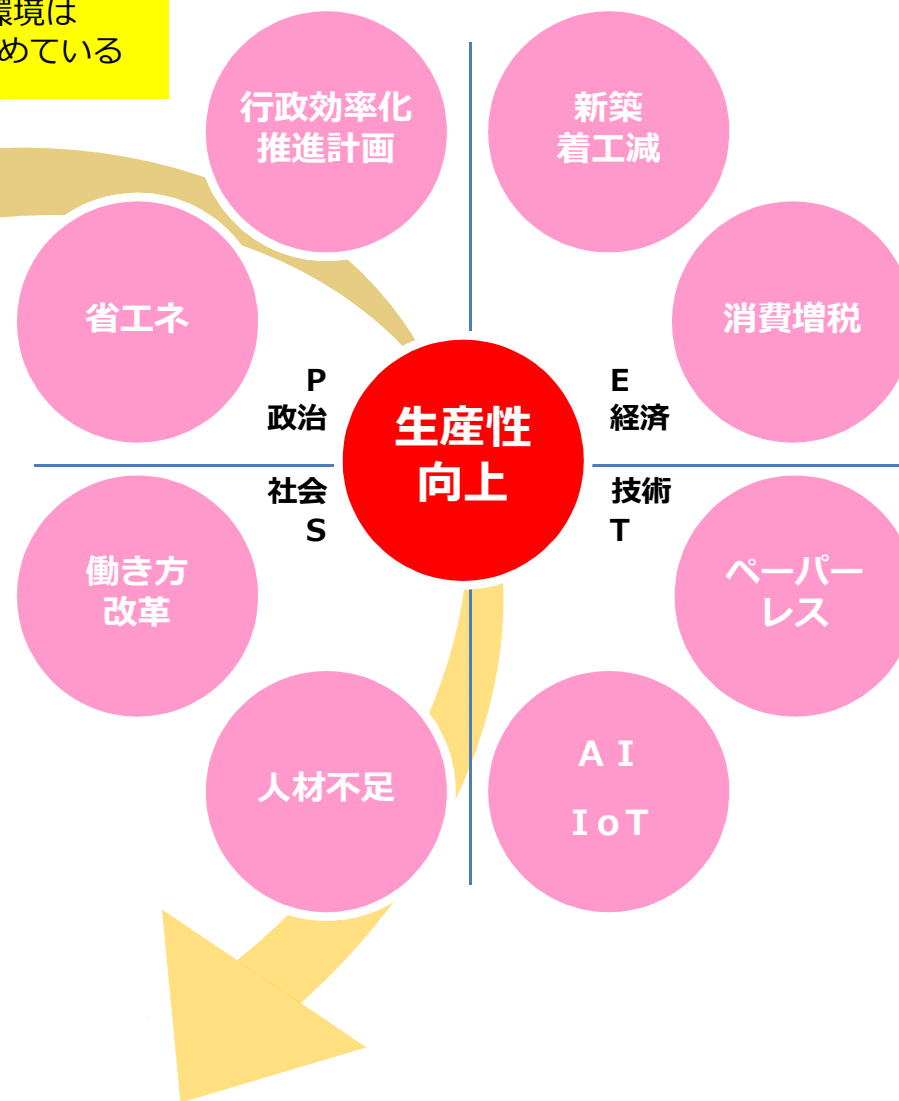 環境は
めている
行政効率化
推進計画
新築
着工減
省エネ
消費増税
P
政治
E
経済
生産性
向上
社会
S
技術
T
働き方
改革
ペーパー
レス
人材不足
ＡＩ
ＩｏＴ